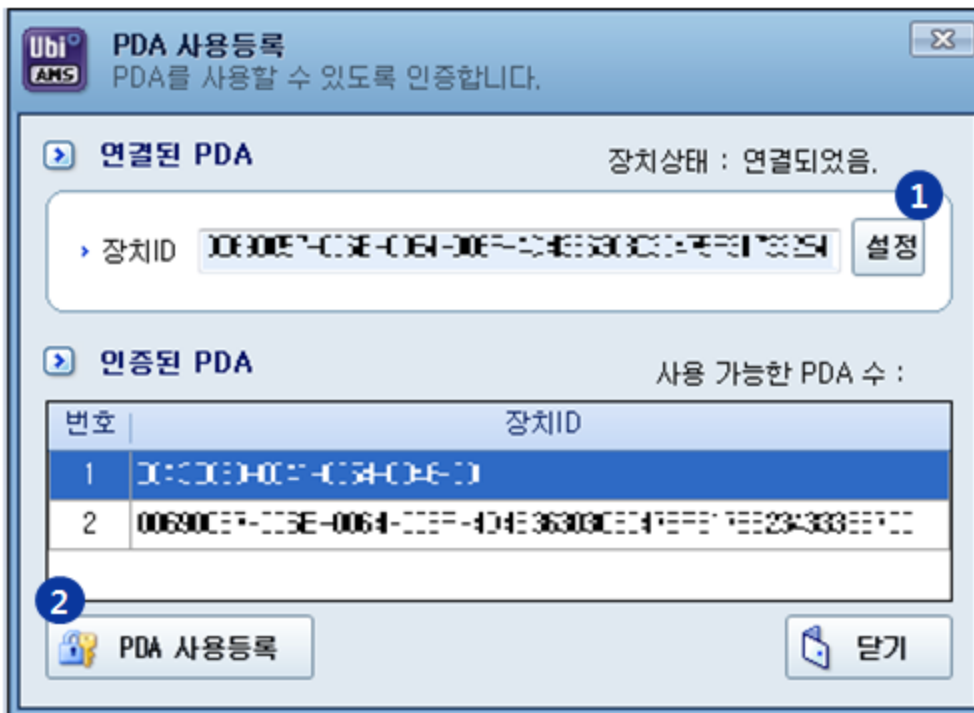 Ubi
AMS
PDA 사용등록
PDA를 사용할 수 있도록 인증합니다.
연결된 PDA
장치상태 : 연결되었음.
1
장치ID
설정
인증된 PDA
사용 가능한 PDA 수 :
번호 장치ID
1
2
2
PDA 사용등록
닫기